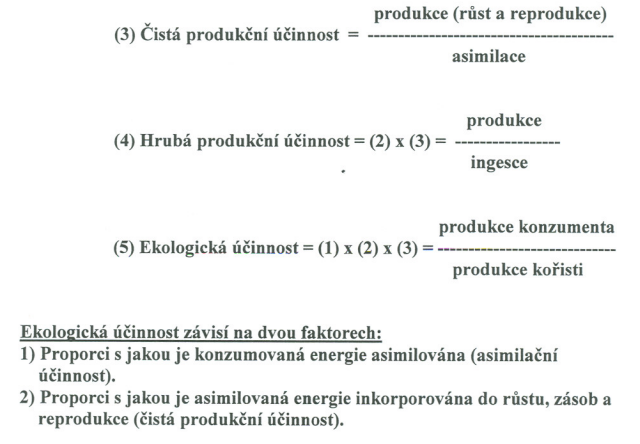 produkce (růst a reprodukce)
(3) Čistá produkční účinnost = -----------------------------------------
asimilace
produkce
(4) Hrubá produkční účinnost = (2) x (3) = -----------------
ingesce
produkce konzumenta
(5) Ekologická účinnost = (1) x (2) x (3) = -----------------------------
produkce kořisti
Ekologická účinnost závisí na dvou faktorech:
1) Proporci s jakou je konzumovaná energie asimilována (asimilační
účinnost).
2) Proporci s jakou je asimilovaná energie inkorporována do růstu, zásob a
reprodukce (čistá produkční účinnost).